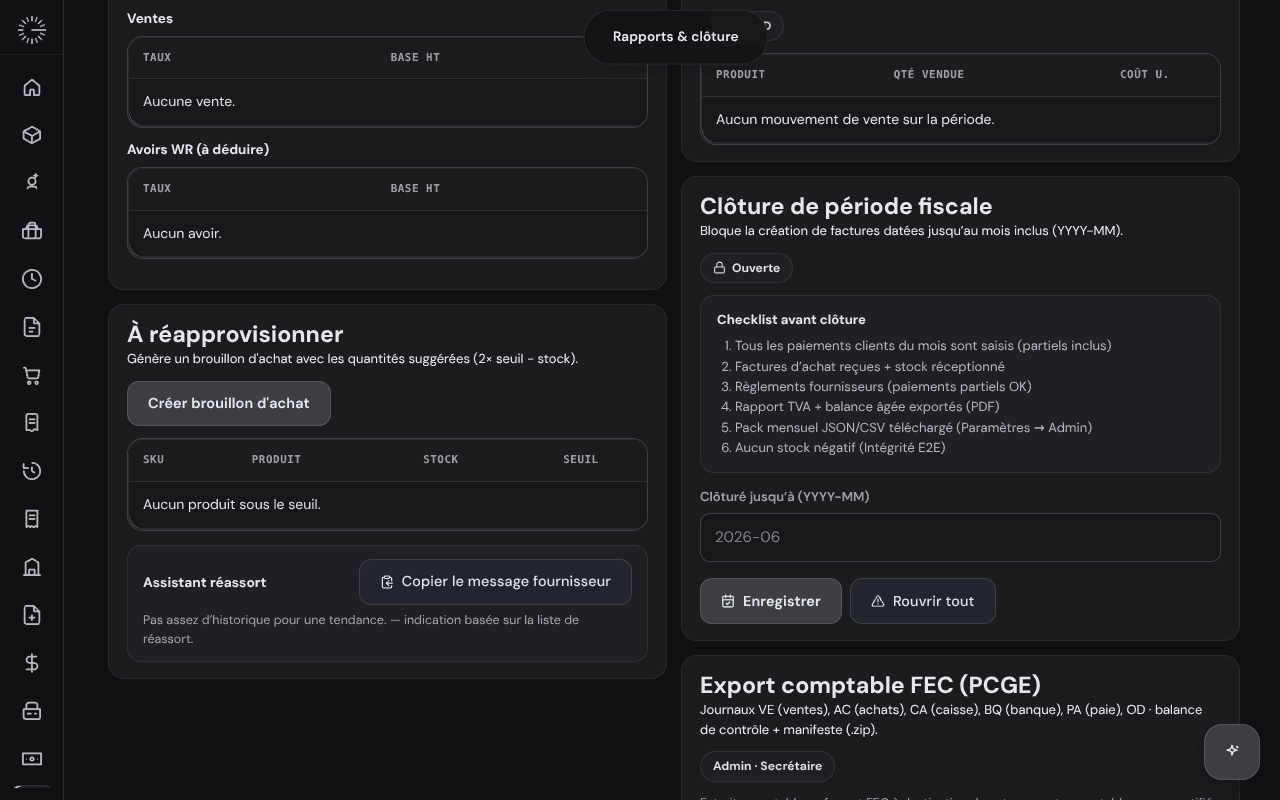 Rapports & clôture
Ventes
TAUX BASE HT
Aucune vente.
Avoirs WR (à déduire)
TAUX BASE HT
Aucun avoir.
À réapprovisionner
Génère un brouillon d'achat avec les quantités suggérées (2× seuil − stock).
Créer brouillon d'achat
SKU PRODUIT STOCK SEUIL
Aucun produit sous le seuil.
Assistant réassort
Copier le message fournisseur
Pas assez d’historique pour une tendance. — indication basée sur la liste de
réassort.
PRODUIT QTÉ VENDUE COÛT U.
Aucun mouvement de vente sur la période.
Clôture de période fiscale
Bloque la création de factures datées jusqu’au mois inclus (YYYY-MM).
Ouverte
Checklist avant clôture
1. Tous les paiements clients du mois sont saisis (partiels inclus)
2. Factures d’achat reçues + stock réceptionné
3. Règlements fournisseurs (paiements partiels OK)
4. Rapport TVA + balance âgée exportés (PDF)
5. Pack mensuel JSON/CSV téléchargé (Paramètres → Admin)
6. Aucun stock négatif (Intégrité E2E)
Clôturé jusqu’à (YYYY-MM)
2026-06
Enregistrer
Rouvrir tout
Export comptable FEC (PCGE)
Journaux VE (ventes), AC (achats), CA (caisse), BQ (banque), PA (paie), OD · balance
de contrôle + manifeste (.zip).
Admin · Secrétaire